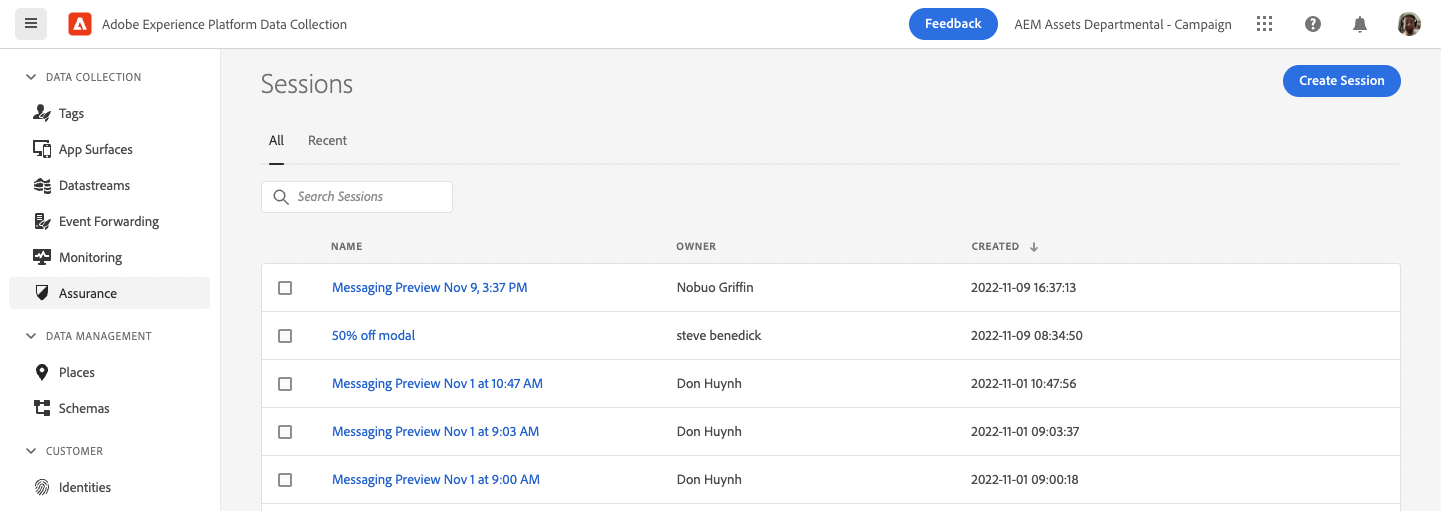 Adobe Experience Platform Data Collection
Feedback
AEM Assets Departmental - Campaign
DATA COLLECTION
Tags
App Surfaces
Datastreams
Event Forwarding
Monitoring
Assurance
DATA MANAGEMENT
Places
Schemas
CUSTOMER
Identities
Sessions
Create Session
All Recent
Search Sessions
NAME OWNER CREATED
Messaging Preview Nov 9, 3:37 PM Nobuo Griffin 2022-11-09 16:37:13
50% off modal steve benedick 2022-11-09 08:34:50
Messaging Preview Nov 1 at 10:47 AM Don Huynh 2022-11-01 10:47:56
Messaging Preview Nov 1 at 9:03 AM Don Huynh 2022-11-01 09:03:37
Messaging Preview Nov 1 at 9:00 AM Don Huynh 2022-11-01 09:00:18